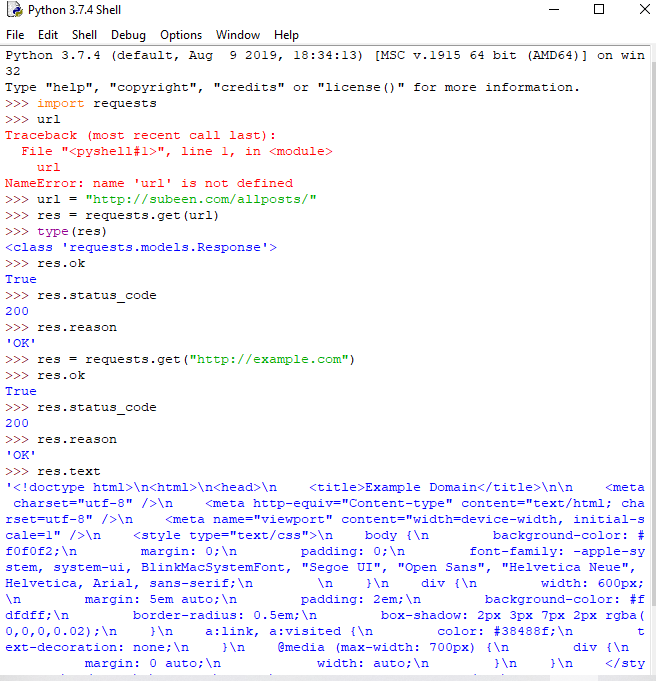 Python 3.7.4 Shell
File Edit Shell Debug Options Window Help
Python 3.7.4 (default, Aug  9 2019, 18:34:13) [MSC v.1915 64 bit (AMD64)] on win
32
Type "help", "copyright", "credits" or "license()" for more information.
>>> import requests
>>> url
Traceback (most recent call last):
  File "<pyshell#1>", line 1, in <module>
    url
NameError: name 'url' is not defined
>>> url = "http://subeen.com/allposts/"
>>> res = requests.get(url)
>>> type(res)
<class 'requests.models.Response'>
>>> res.ok
True
>>> res.status_code
200
>>> res.reason
'OK'
>>> res = requests.get("http://example.com")
>>> res.ok
True
>>> res.status_code
200
>>> res.reason
'OK'
>>> res.text
'<!doctype html>\n<html>\n<head>\n    <title>Example Domain</title>\n\n    <meta
 charset="utf-8" />\n    <meta http-equiv="Content-type" content="text/html; cha
rset=utf-8" />\n    <meta name="viewport" content="width=device-width, initial-s
cale=1" />\n    <style type="text/css">\n    body {\n        background-color: #
f0f0f2;\n        margin: 0;\n        padding: 0;\n        font-family: -apple-sy
stem, system-ui, BlinkMacSystemFont, "Segoe UI", "Open Sans", "Helvetica Neue", 
Helvetica, Arial, sans-serif;\n        \n    }\n    div {\n        width: 600px;
\n        margin: 5em auto;\n        padding: 2em;\n        background-color: #f
dfdff;\n        border-radius: 0.5em;\n        box-shadow: 2px 3px 7px 2px rgba(
0,0,0,0.02);\n    }\n    a:link, a:visited {\n        color: #38488f;\n        t
ext-decoration: none;\n    }\n    @media (max-width: 700px) {\n        div {\n  
          margin: 0 auto;\n            width: auto;\n        }\n    }\n    </sty